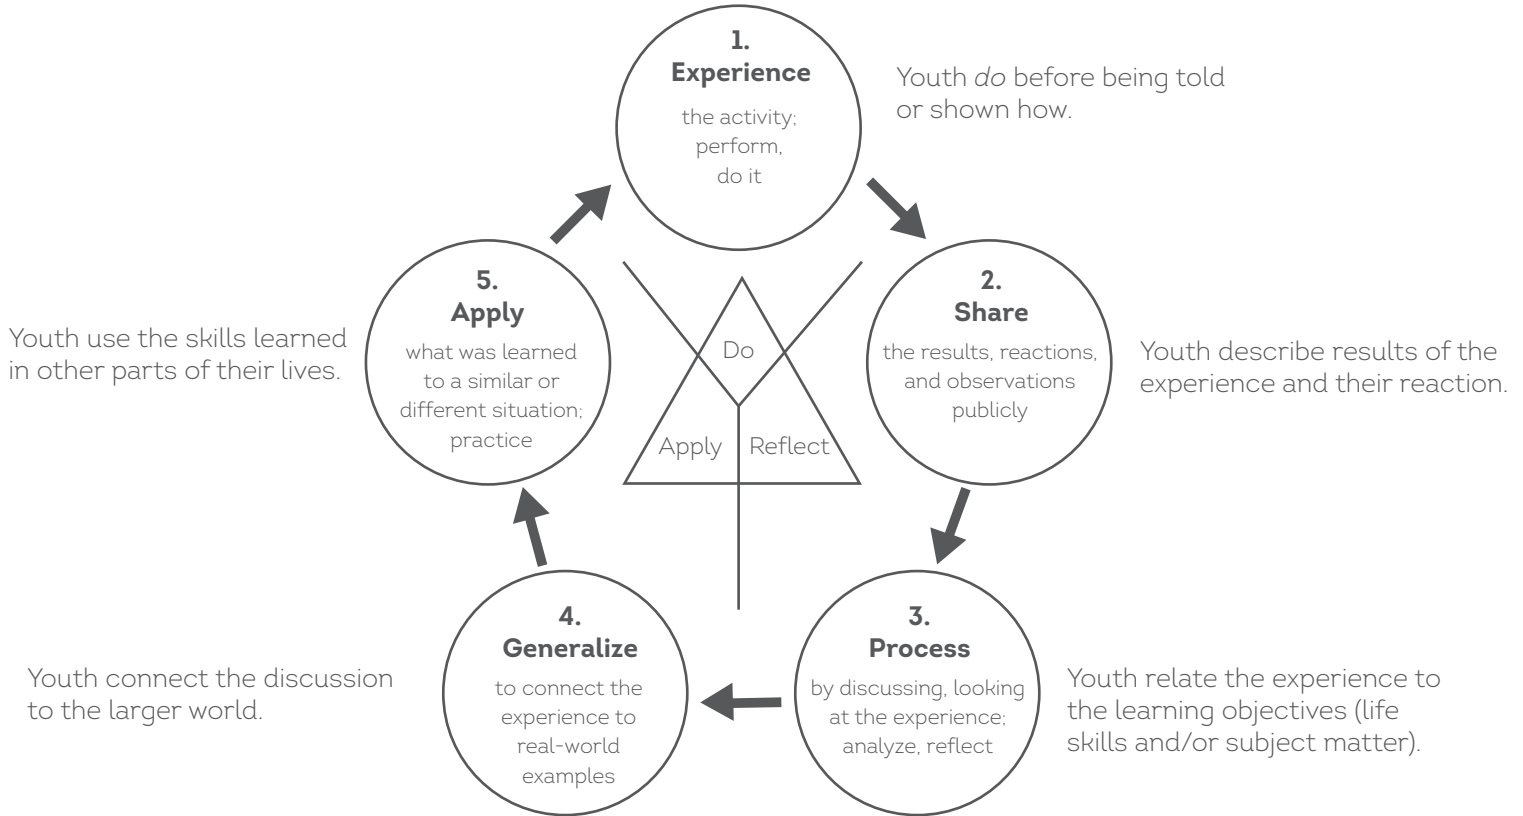 1.
Experience
the activity;
perform,
do it
Youth do before being told
or shown how.
2.
Share
the results, reactions,
and observations
publicly
Youth describe results of the
experience and their reaction.
3.
Process
by discussing, looking
at the experience;
analyze, reflect
Youth relate the experience to
the learning objectives (life
skills and/or subject matter).
4.
Generalize
to connect the
experience to
real-world
examples
Youth connect the discussion
to the larger world.
5.
Apply
what was learned
to a similar or
different situation;
practice
Youth use the skills learned
in other parts of their lives.
Do
Reflect
Apply